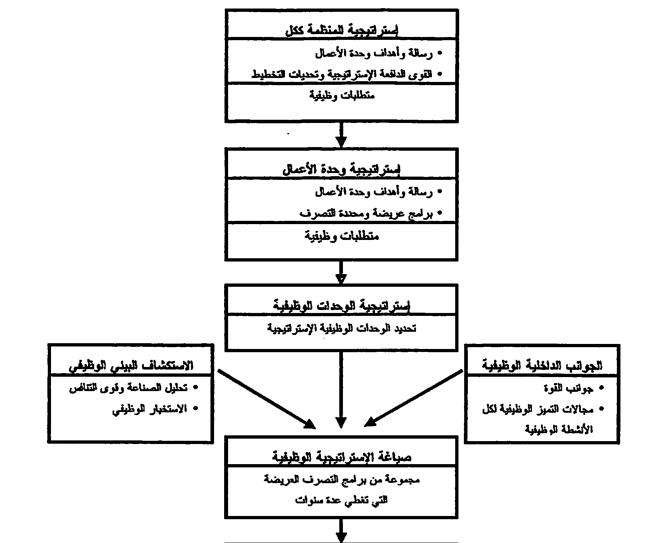 إستراتيجية المنظمة ككل
• رسالة وأهداف وحدة الأعمال
• القوى الدافعة الإستراتيجية وتحديات التخطيط
متطلبات وظيفية
إستراتيجية وحدة الأعمال
• رسالة وأهداف وحدة الأعمال
• برامج عريضة ومحددة التصرف
متطلبات وظيفية
إستراتيجية الوحدات الوظيفية
تحديد الوحدات الوظيفية الإستراتيجية
الجوانب الداخلية الوظيفية
• جوانب القوة
• مجالات التميز الوظيفية لكل
الأنشطة الوظيفية
الاستكشاف البيئي الوظيفي
• تحليل الصناعة وقوى التنافس
• الاستخبار الوظيفي
صياغة الإستراتيجية الوظيفية
مجموعة من برامج التصرف العريضة
التي تغطي عدة سنوات